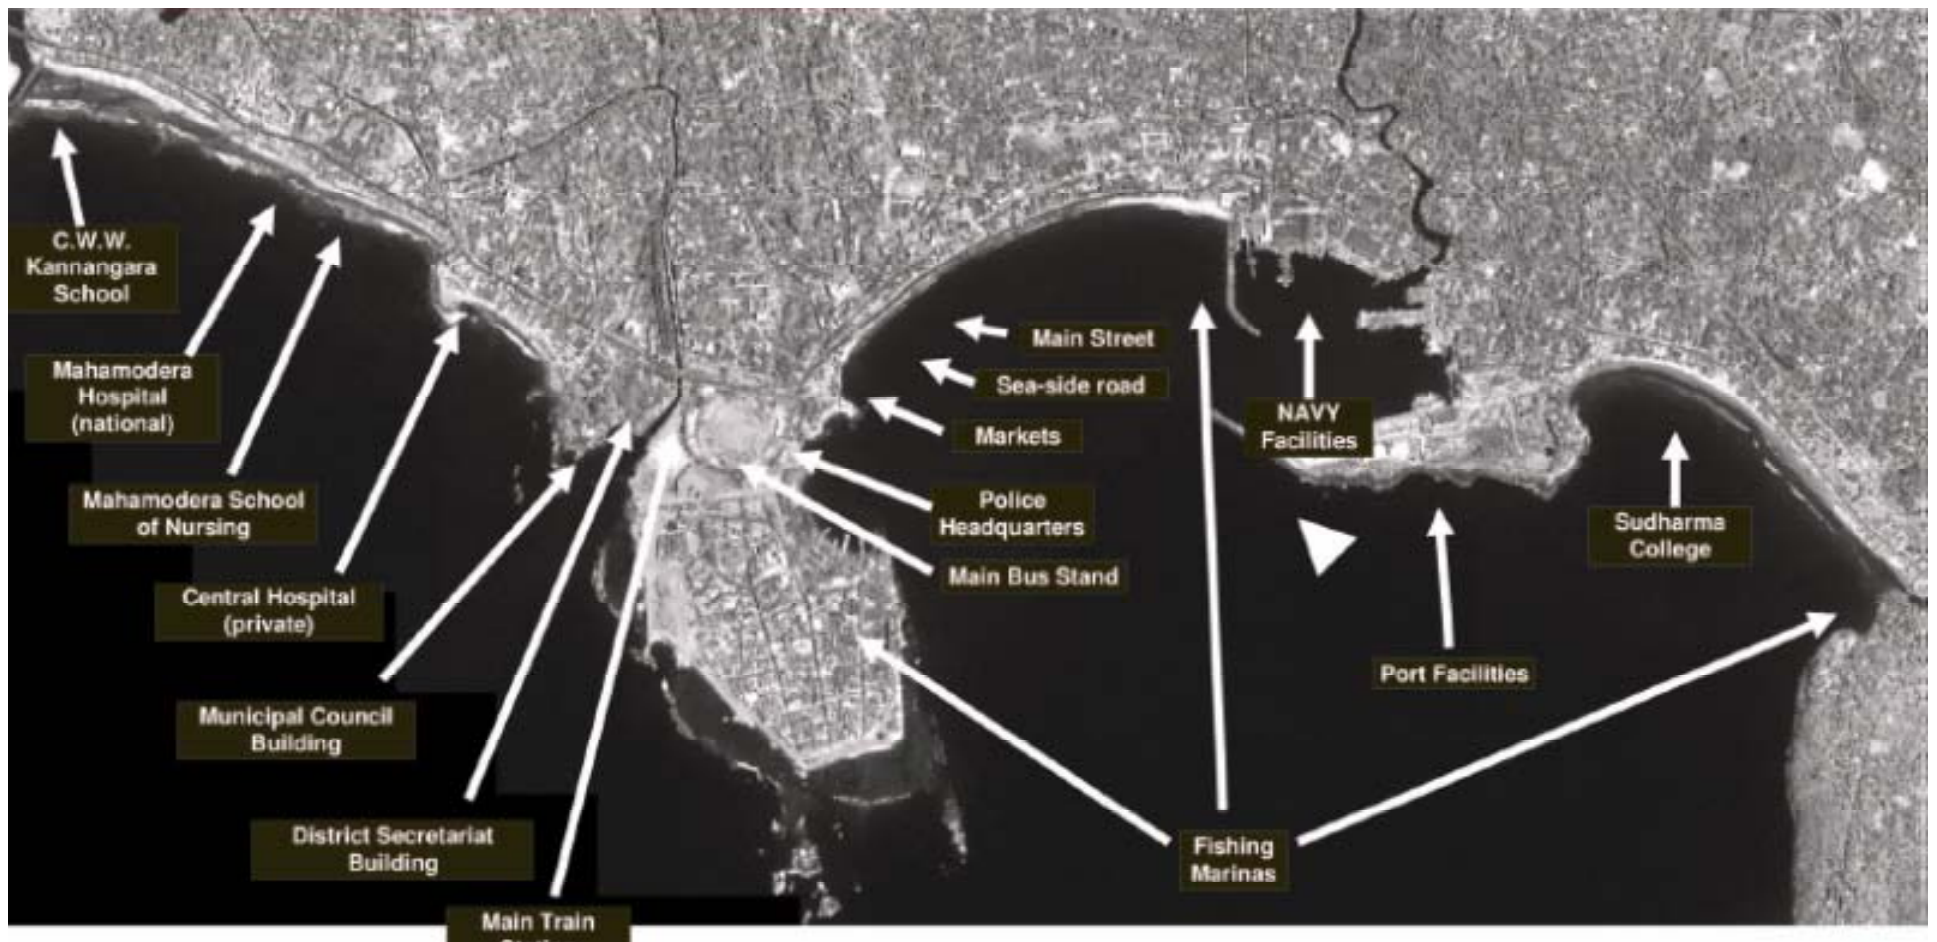 C.W.W.
Kannangara
School
Mahamodera
Hospital
(national)
Mahamodera School
of Nursing
Central Hospital
(private)
Municipal Council
Building
District Secretariat
Building
Main Train
Main Street
Sea-side road
Markets
Police
Headquarters
Main Bus Stand
NAVY
Facilities
Sudharma
College
Port Facilities
Fishing
Marinas